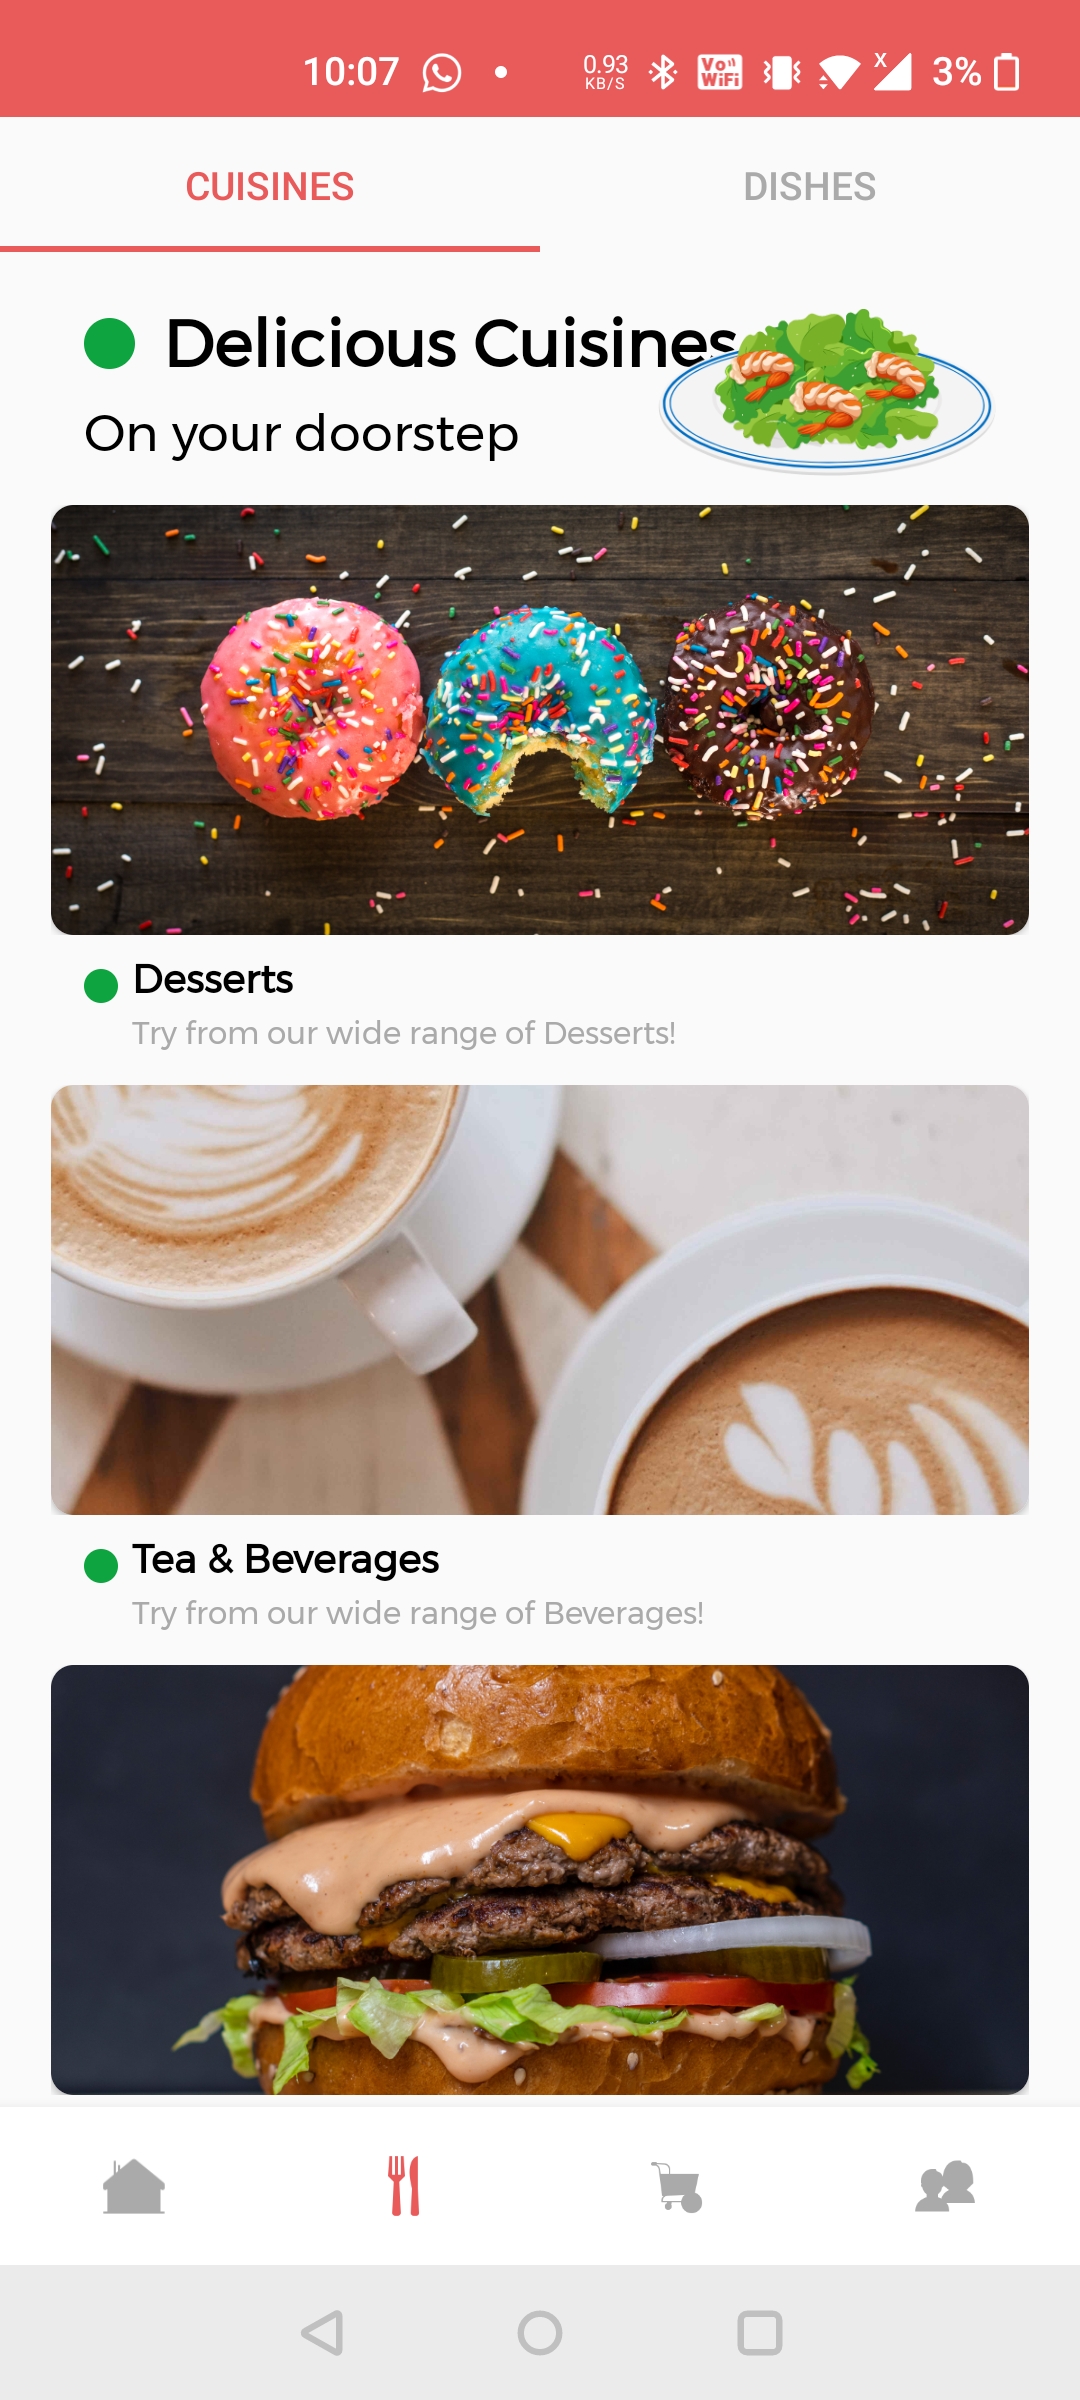 10:07
0.93
KB/S
Vo
WiFi
X
3%
CUISINES
DISHES
Delicious Cuisines
On your doorstep
Desserts
Try from our wide range of Desserts!
Tea & Beverages
Try from our wide range of Beverages!